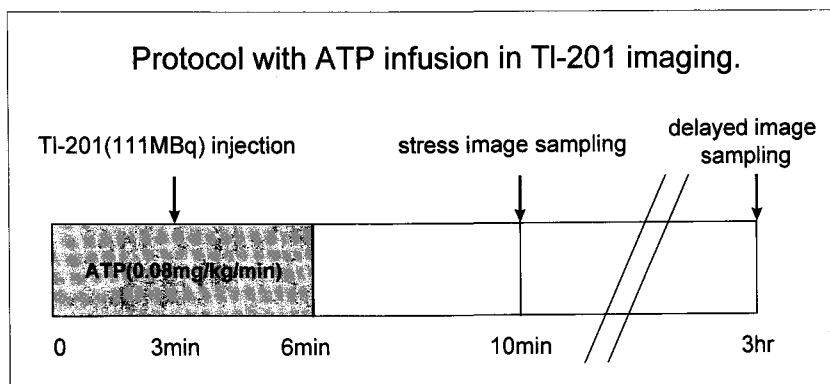 Protocol with ATP infusion in Tl-201 imaging.
Tl-201(111MBq) injection
stress image sampling
delayed image
sampling
ATP(0.08mg/kg/min)
0 3min 6min 10min 3hr